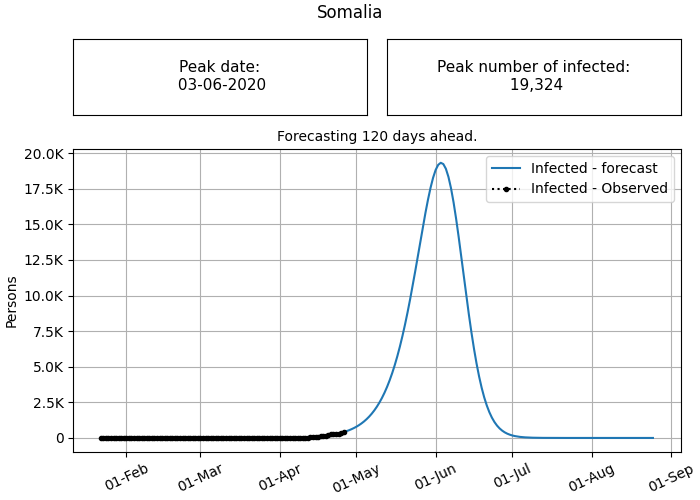 Somalia
Peak date:
03-06-2020
Peak number of infected:
19,324
Forecasting 120 days ahead.
Infected - forecast
Infected - Observed
Persons
20.0K
17.5K
15.0K
12.5K
10.0K
7.5K
5.0K
2.5K
0
01-Feb
01-Mar
01-Apr
01-May
01-Jun
01-Jul
01-Aug
01-Sep